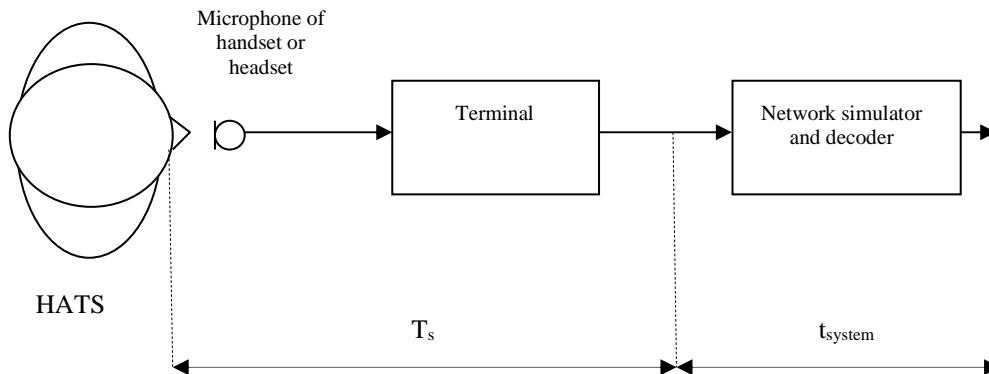 Microphone of
handset or
headset
Terminal
Network simulator
and decoder
HATS
Ts
tsystem